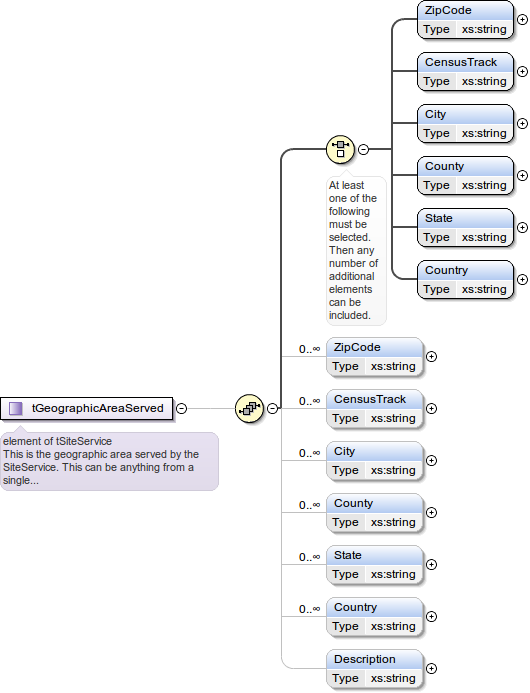 ZipCode
Type xs:string
CensusTrack
Type xs:string
City
Type xs:string
County
Type xs:string
State
Type xs:string
Country
Type xs:string
At least
one of the
following
must be
selected.
Then any
number of
additional
elements
can be
included.
0..∞
ZipCode
Type xs:string
0..∞
CensusTrack
Type xs:string
0..∞
City
Type xs:string
0..∞
County
Type xs:string
0..∞
State
Type xs:string
0..∞
Country
Type xs:string
Description
Type xs:string
tGeographicAreaServed
element of tSiteService
This is the geographic area served by the
SiteService. This can be anything from a
single...